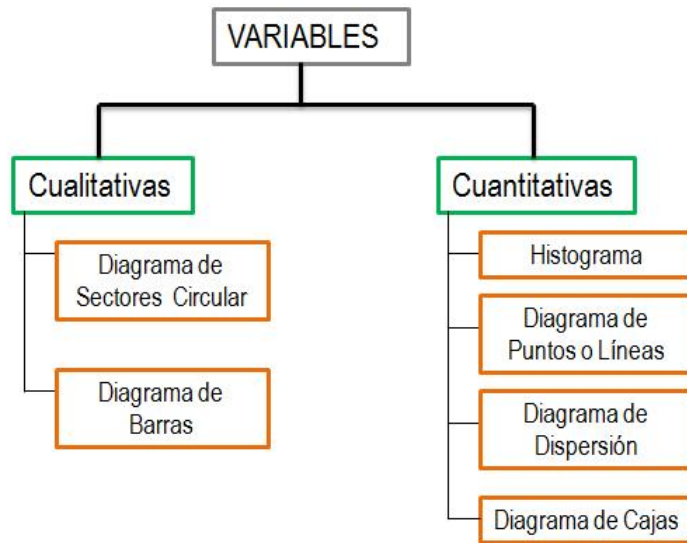 VARIABLES
Cualitativas
Diagrama de
Sectores Circular
Diagrama de
Barras
Cuantitativas
Histograma
Diagrama de
Puntos o Líneas
Diagrama de
Dispersión
Diagrama de Cajas